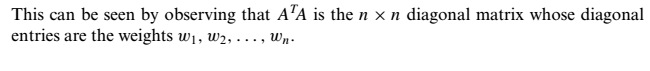 This can be seen by observing that AᵀA is the n × n diagonal matrix whose diagonal
entries are the weights w₁, w₂, . . . , wₙ.